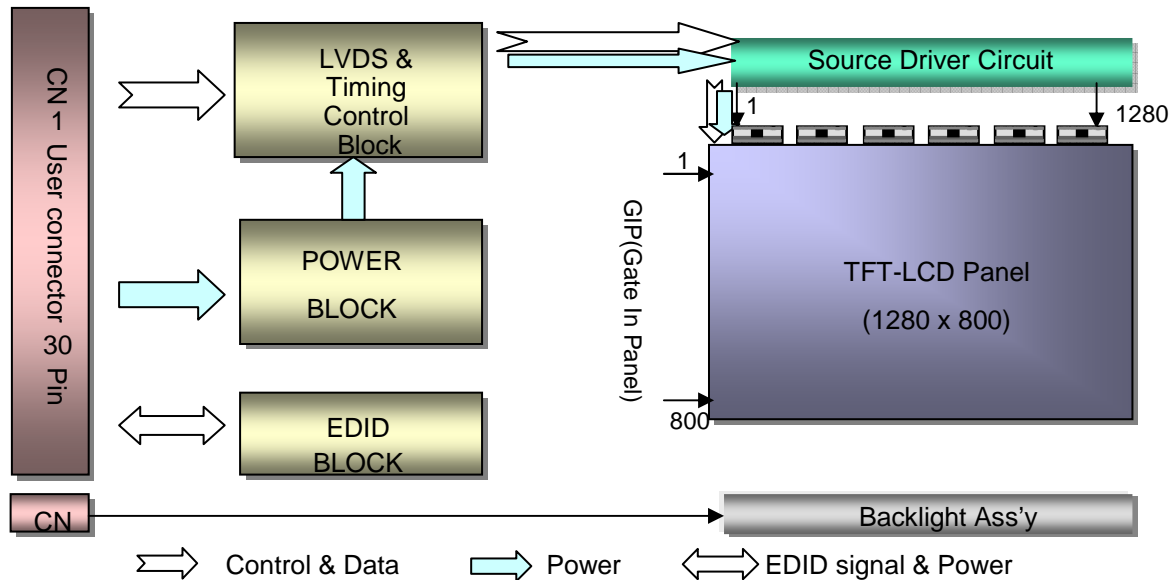 CN 1 User connector 30 Pin
LVDS &
Timing
Control
Block
POWER
BLOCK
EDID
BLOCK
Source Driver Circuit
1
1280
1
GIP(Gate In Panel)
800
TFT-LCD Panel
(1280 x 800)
CN
Backlight Ass'y
Control & Data
Power
EDID signal & Power